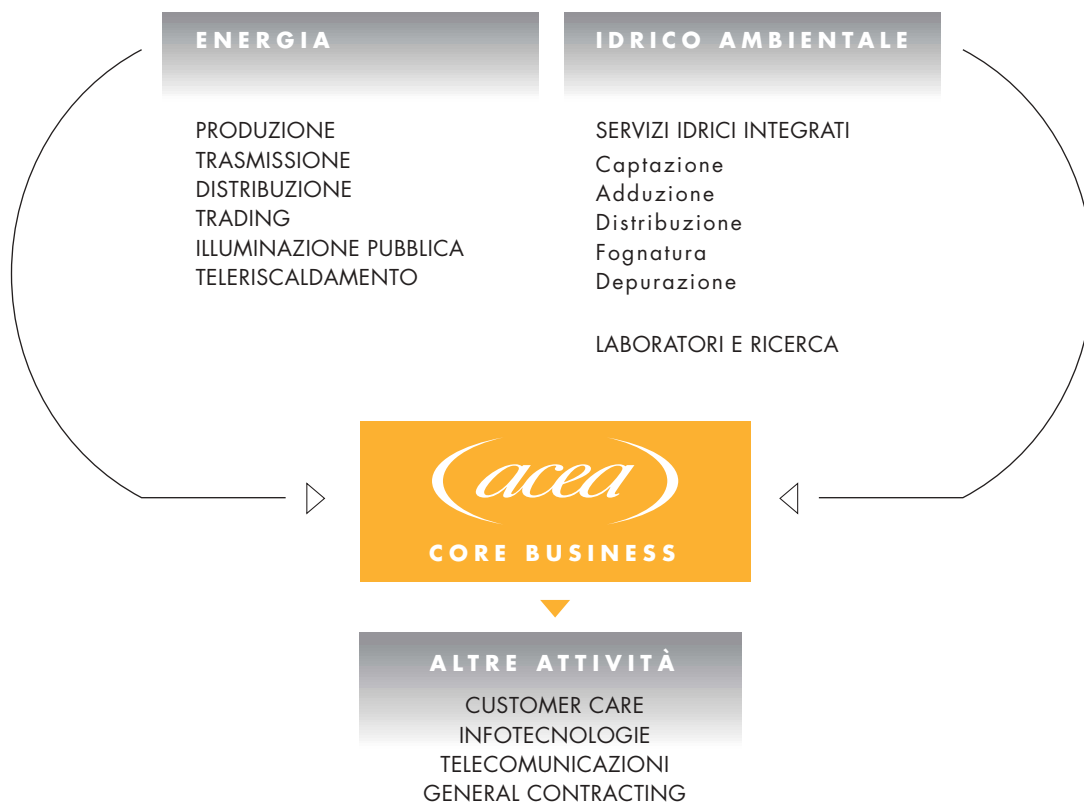 ENERGIA
PRODUZIONE
TRASMISSIONE
DISTRIBUZIONE
TRADING
ILLUMINAZIONE PUBBLICA
TELERISCALDAMENTO
IDRICO AMBIENTALE
SERVIZI IDRICI INTEGRATI
Captazione
Adduzione
Distribuzione
Fognatura
Depurazione
LABORATORI E RICERCA
acea
CORE BUSINESS
ALTRE ATTIVITÀ
CUSTOMER CARE
INFOTECNOLOGIE
TELECOMUNICAZIONI
GENERAL CONTRACTING